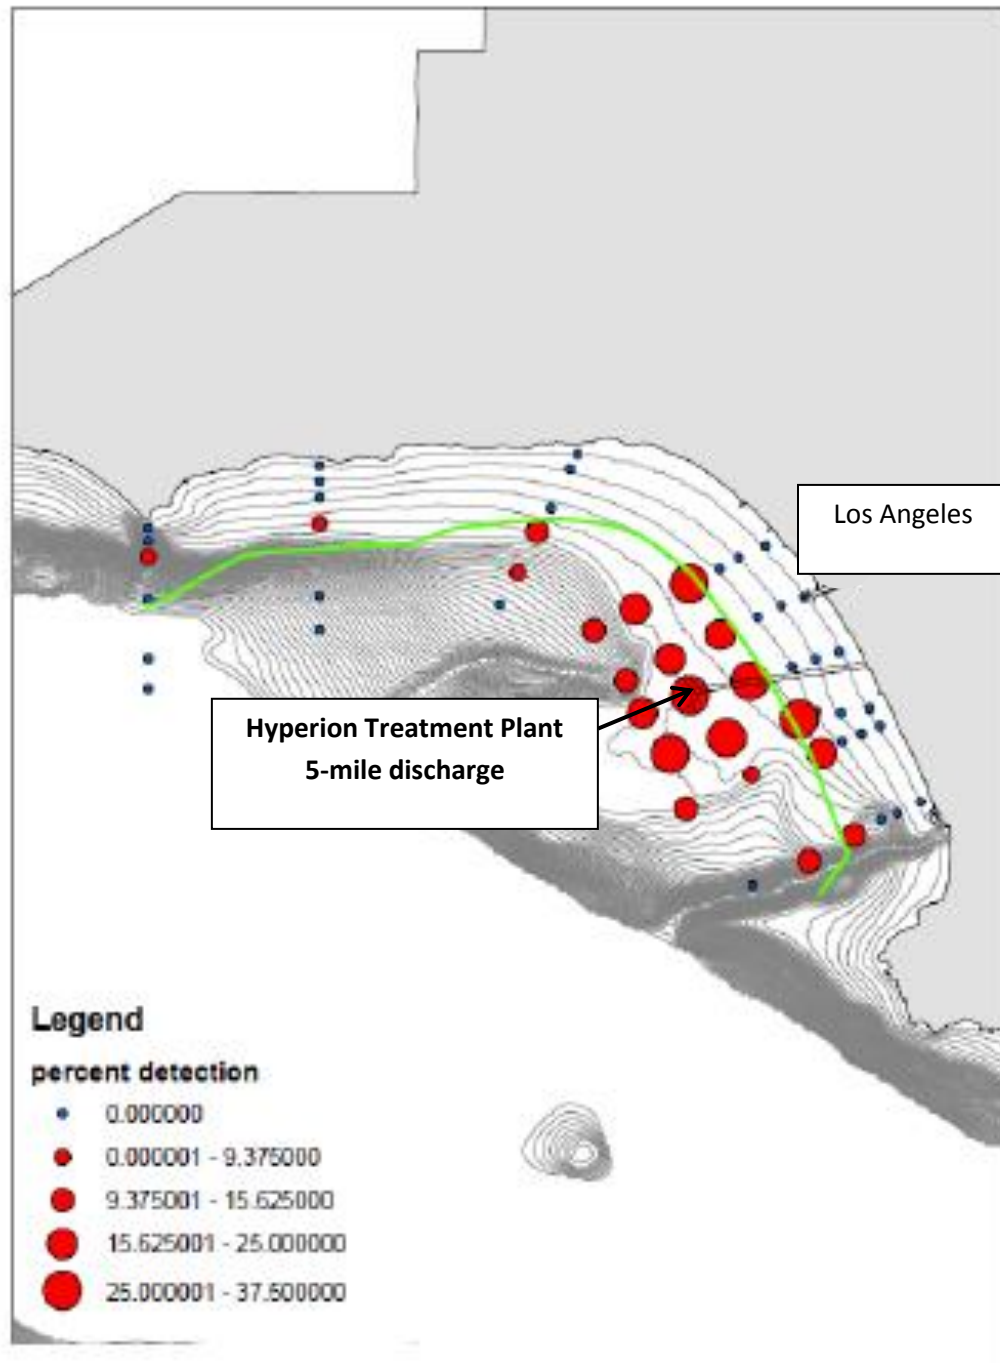 Los Angeles
Hyperion Treatment Plant
5-mile discharge
Legend
percent detection
0.000000
0.000001 - 9.375000
9.375001 - 15.625000
15.625001 - 25.000000
25.000001 - 37.500000